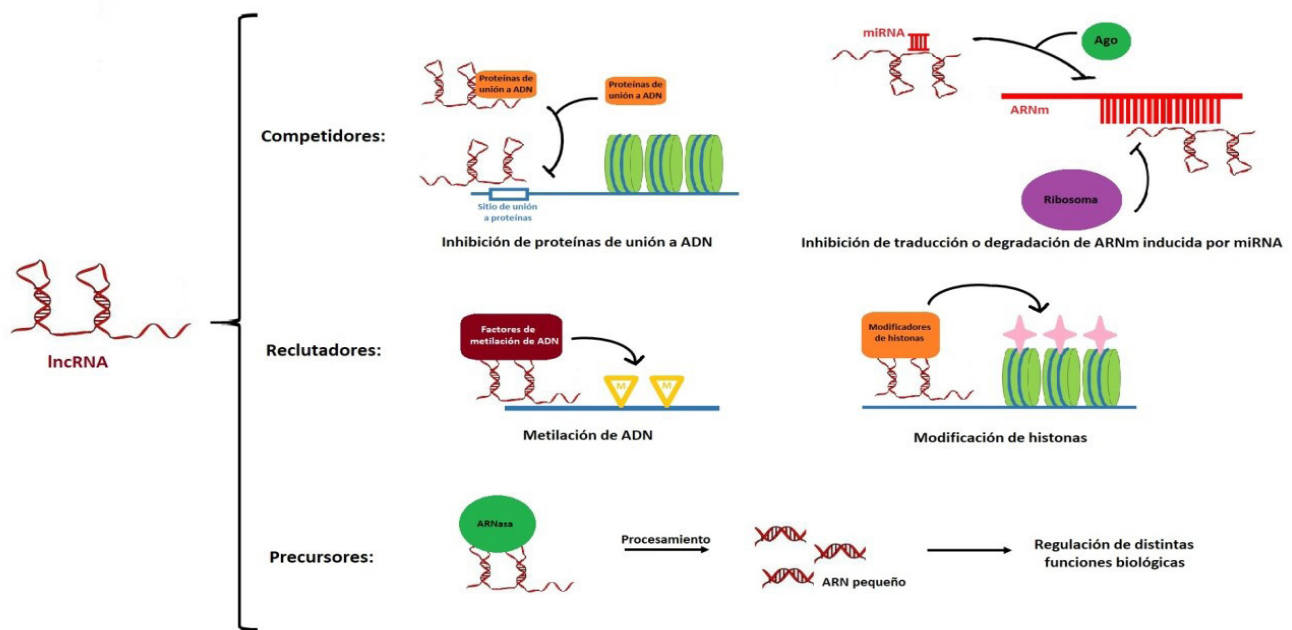 lncRNA
Competidores:
Proteínas de
unión a ADN
Proteínas de
unión a ADN
Sitio de unión
a proteínas
Inhibición de proteínas de unión a ADN
miRNA
Ago
ARNm
Ribosoma
Inhibición de traducción o degradación de ARNm inducida por miRNA
Reclutadores:
Factores de
metilación de ADN
M
M
Metilación de ADN
Modificadores
de histonas
Modificación de histonas
Precursores:
ARNasa
Procesamiento
ARN pequeño
Regulación de distintas
funciones biológicas